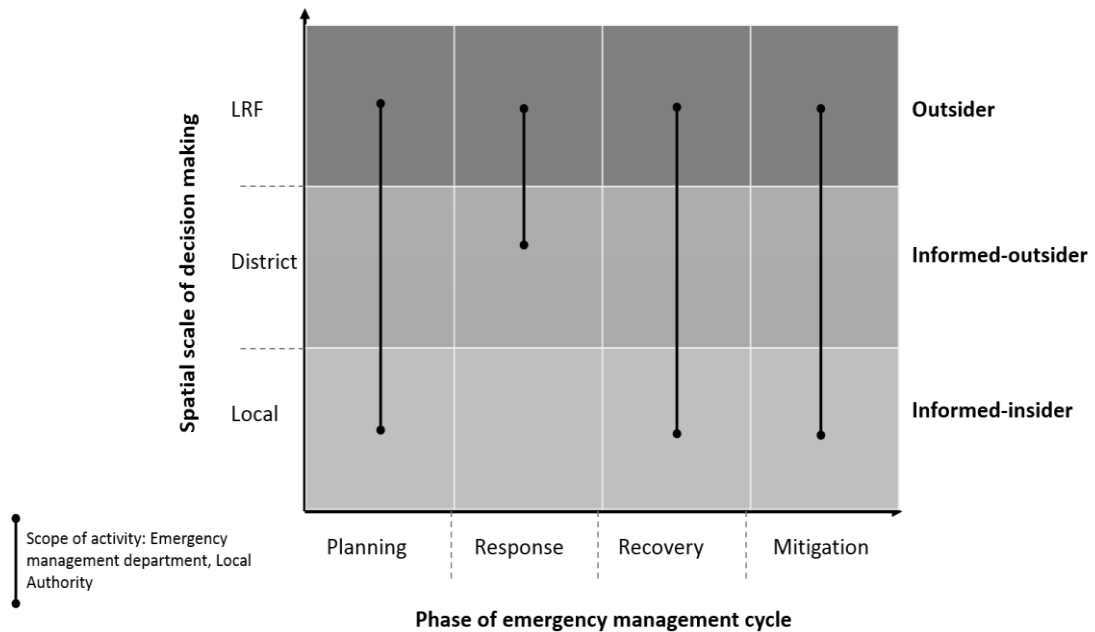 Spatial scale of decision making
LRF
District
Local
Outsider
Informed-outsider
Informed-insider
Planning
Response
Recovery
Mitigation
Phase of emergency management cycle
Scope of activity: Emergency
management department, Local
Authority